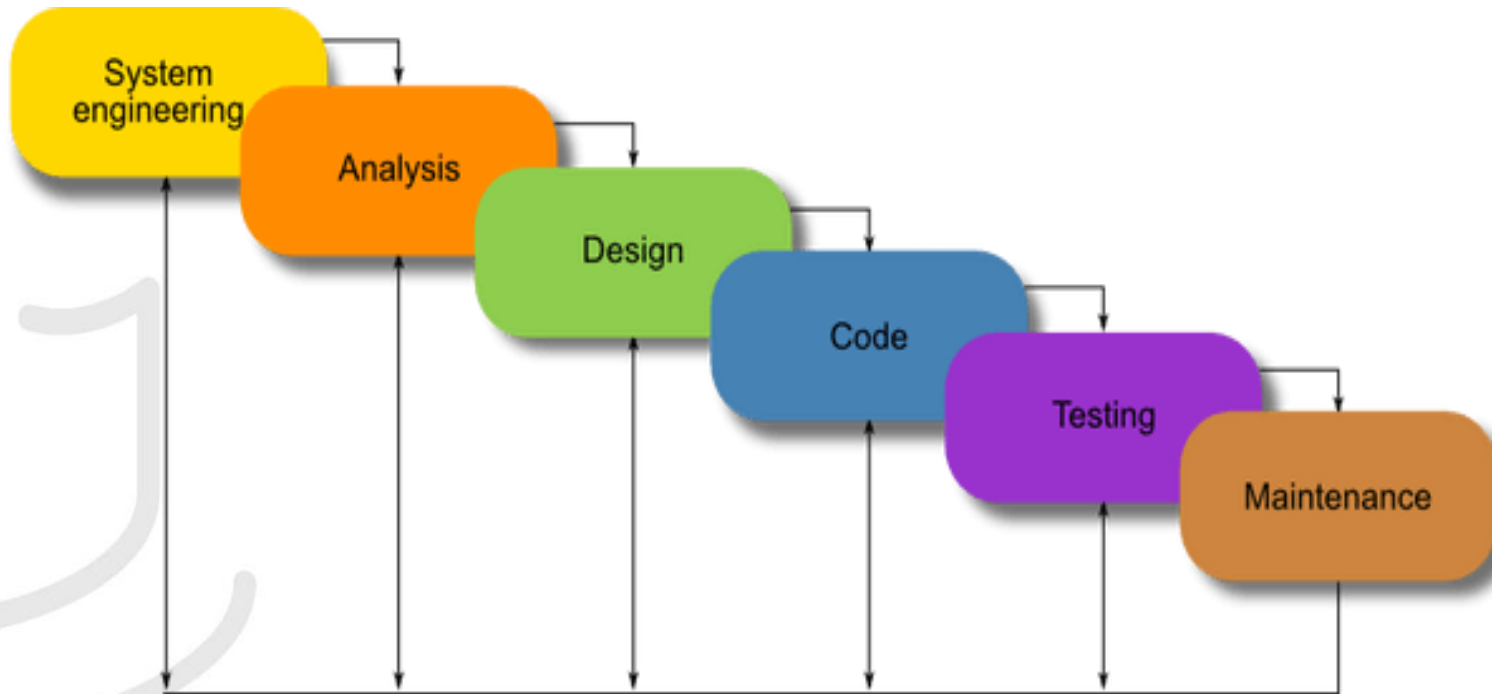 System
engineering
Analysis
Design
Code
Testing
Maintenance